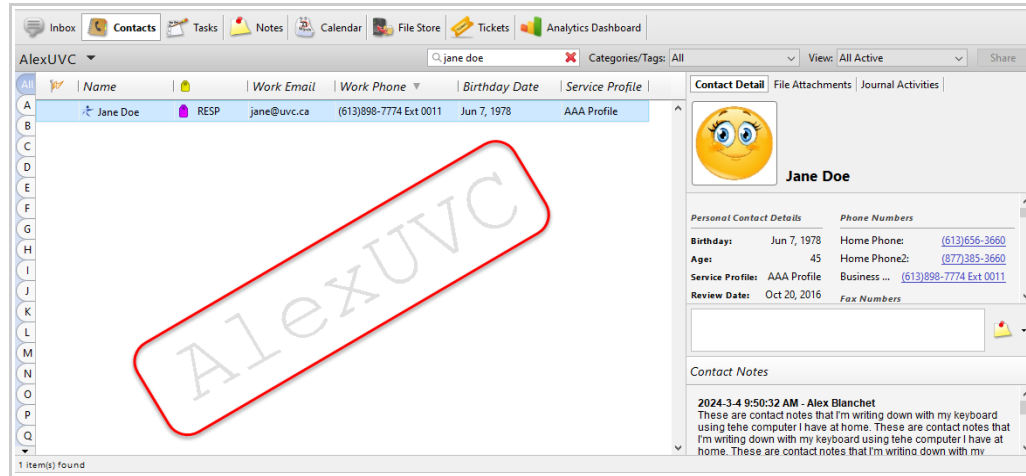 Inbox Contacts Tasks Notes Calendar File Store Tickets Analytics Dashboard
AlexUVC jane doe Categories/Tags: All View: All Active Share
All Name Work Email Work Phone Birthday Date Service Profile
Jane Doe RESP jane@uvc.ca (613)898-7774 Ext 0011 Jun 7, 1978 AAA Profile
A
B
C
D
E
F
G
H
I
J
K
L
M
N
O
P
Q
AlexUVC
1 item(s) found
Contact Detail File Attachments Journal Activities
Jane Doe
Personal Contact Details Phone Numbers
Birthday: Jun 7, 1978 Home Phone: (613)656-3660
Age: 45 Home Phone2: (877)385-3660
Service Profile: AAA Profile Business ... (613)898-7774 Ext 0011
Review Date: Oct 20, 2016 Fax Numbers
Contact Notes
2024-3-4 9:50:32 AM - Alex Blanchet
These are contact notes that I'm writing down with my keyboard
using tehe computer I have at home. These are contact notes that
I'm writing down with my keyboard using tehe computer I have at
home. These are contact notes that I'm writing down with my